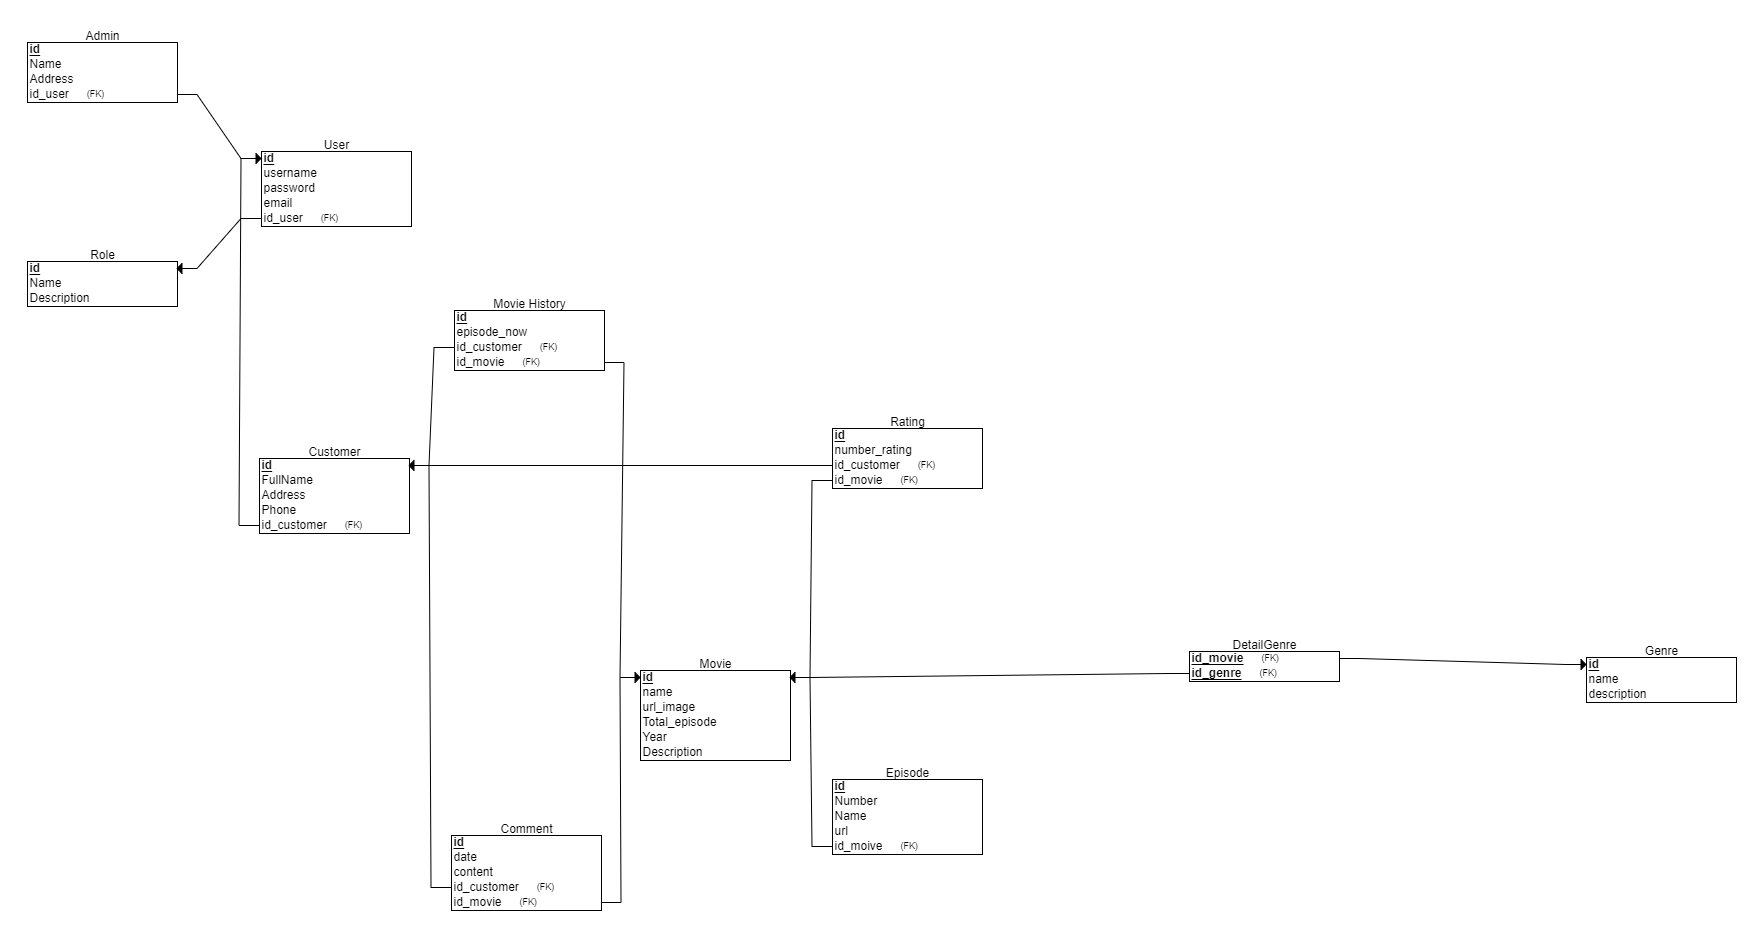 Admin
id
Name
Address
id_user (FK)
User
id
username
password
email
id_user (FK)
Role
id
Name
Description
Movie History
id
episode_now
id_customer (FK)
id_movie (FK)
Rating
id
number_rating
id_customer (FK)
id_movie (FK)
Customer
id
FullName
Address
Phone
id_customer (FK)
DetailGenre
id_movie (FK)
id_genre (FK)
Genre
id
name
description
Movie
id
name
url_image
Total_episode
Year
Description
Episode
id
Number
Name
url
id_moive (FK)
Comment
id
date
content
id_customer (FK)
id_movie (FK)